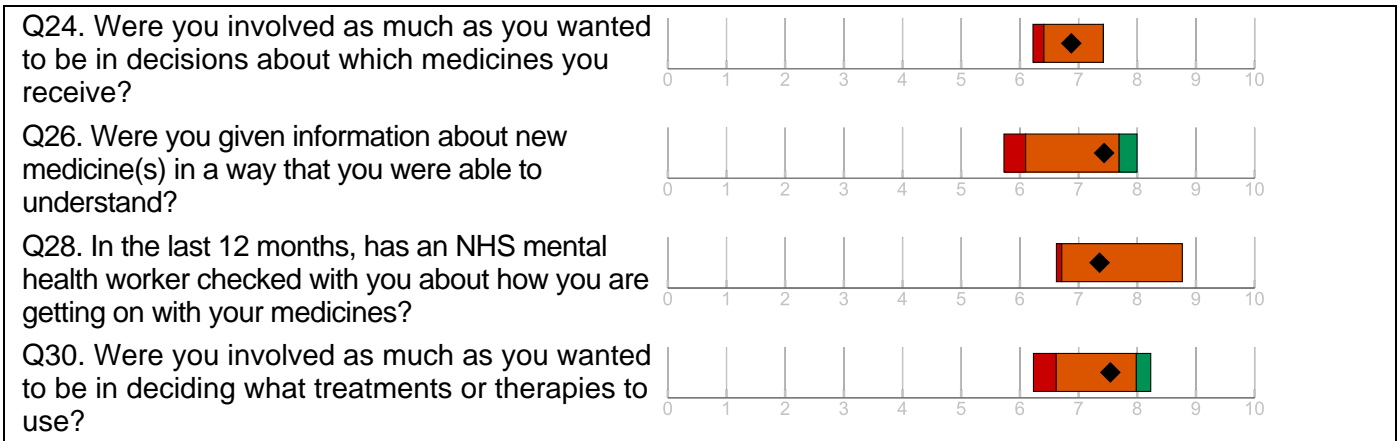 Q24. Were you involved as much as you wanted
to be in decisions about which medicines you
receive?
0 1 2 3 4 5 6 7 8 9 10
Q26. Were you given information about new
medicine(s) in a way that you were able to
understand?
0 1 2 3 4 5 6 7 8 9 10
Q28. In the last 12 months, has an NHS mental
health worker checked with you about how you are
getting on with your medicines?
0 1 2 3 4 5 6 7 8 9 10
Q30. Were you involved as much as you wanted
to be in deciding what treatments or therapies to
use?
0 1 2 3 4 5 6 7 8 9 10